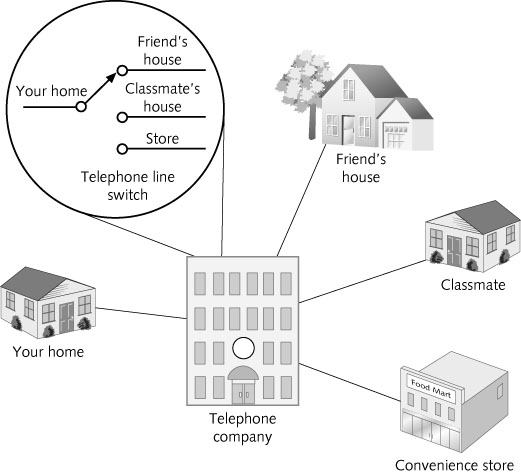 Friend's
house
Your home
Classmate's
house
Store
Telephone line
switch
Friend's
house
Classmate
Your home
Telephone
company
Food Mart
Convenience store